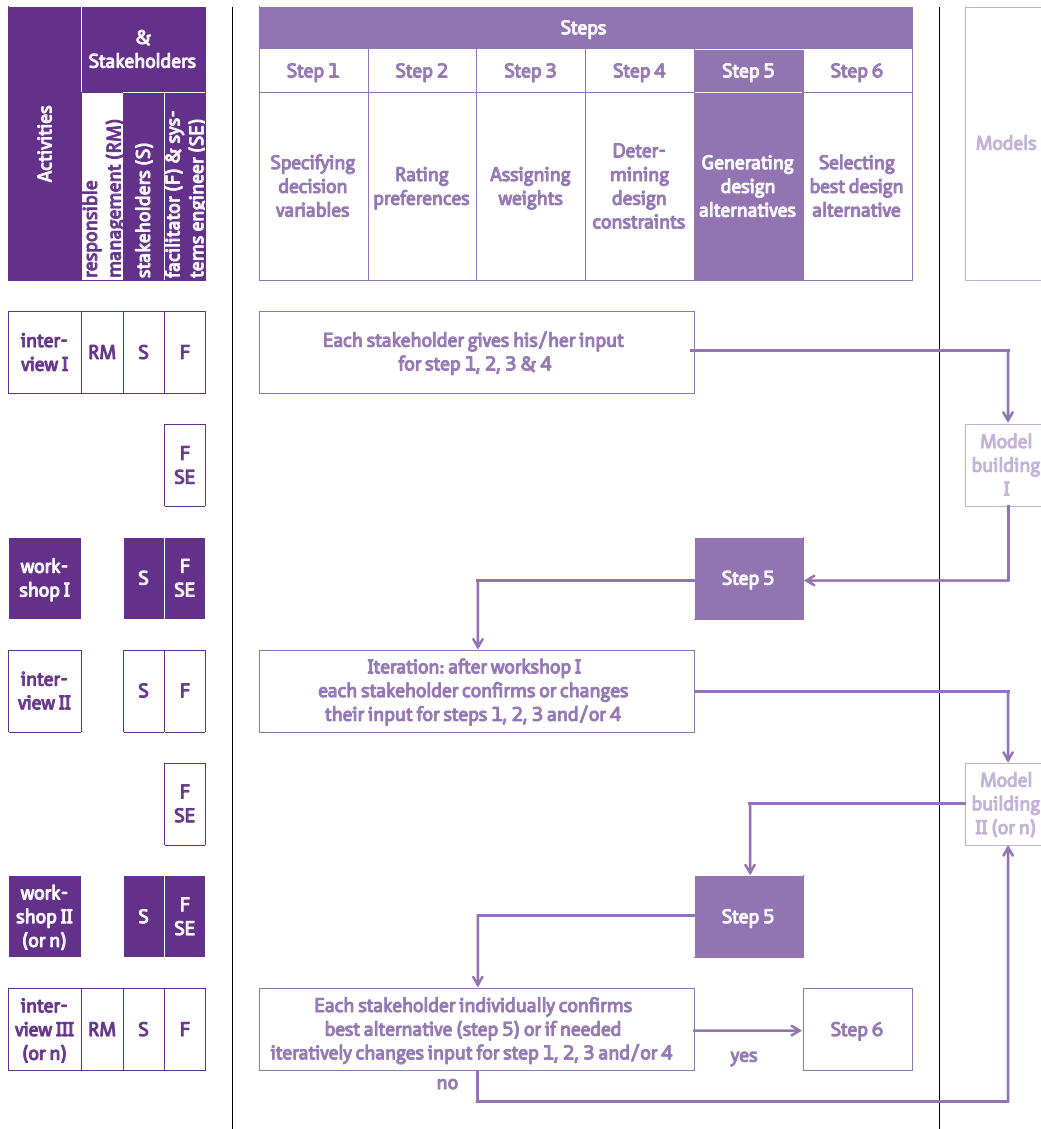 Activities
&
Stakeholders
responsible
management (RM)
stakeholders (S)
facilitator (F) & sys-
tems engineer (SE)
Steps
Step 1
Step 2
Step 3
Step 4
Step 5
Step 6
Specifying
decision
variables
Rating
preferences
Assigning
weights
Deter-
mining
design
constraints
Generating
design
alternatives
Selecting
best design
alternative
Models
inter-
view I
RM
S
F
Each stakeholder gives his/her input
for step 1, 2, 3 & 4
F
SE
Model
building
I
work-
shop I
S
F
SE
Step 5
inter-
view II
S
F
Iteration: after workshop I
each stakeholder confirms or changes
their input for steps 1, 2, 3 and/or 4
F
SE
Model
building
II (or n)
work-
shop II
(or n)
S
F
SE
Step 5
inter-
view III
(or n)
RM
S
F
Each stakeholder individually confirms
best alternative (step 5) or if needed
iteratively changes input for step 1, 2, 3 and/or 4
yes
Step 6
no